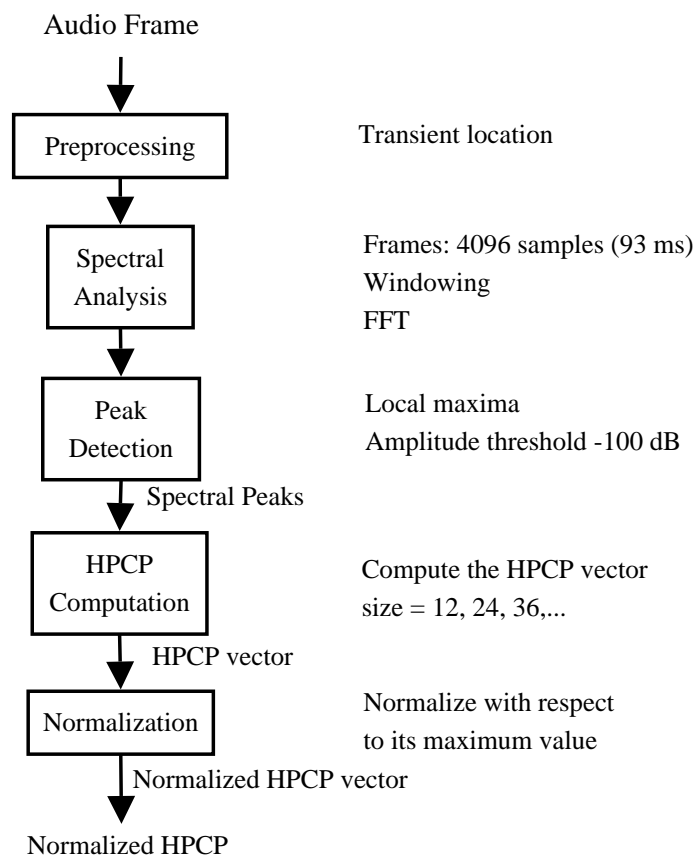 Audio Frame
Preprocessing
Transient location
Spectral
Analysis
Frames: 4096 samples (93 ms)
Windowing
FFT
Peak
Detection
Local maxima
Amplitude threshold -100 dB
Spectral Peaks
HPCP
Computation
Compute the HPCP vector
size = 12, 24, 36,...
HPCP vector
Normalization
Normalize with respect
to its maximum value
Normalized HPCP vector
Normalized HPCP